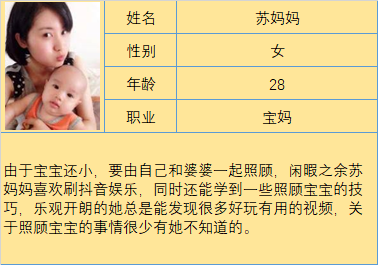 姓名 苏妈妈
性别 女
年龄 28
职业 宝妈
由于宝宝还小，要由自己和婆婆一起照顾，闲暇之余苏
妈妈喜欢刷抖音娱乐，同时还能学到一些照顾宝宝的技
巧，乐观开朗的她总是能发现很多好玩有用的视频，关
于照顾宝宝的事情很少有她不知道的。